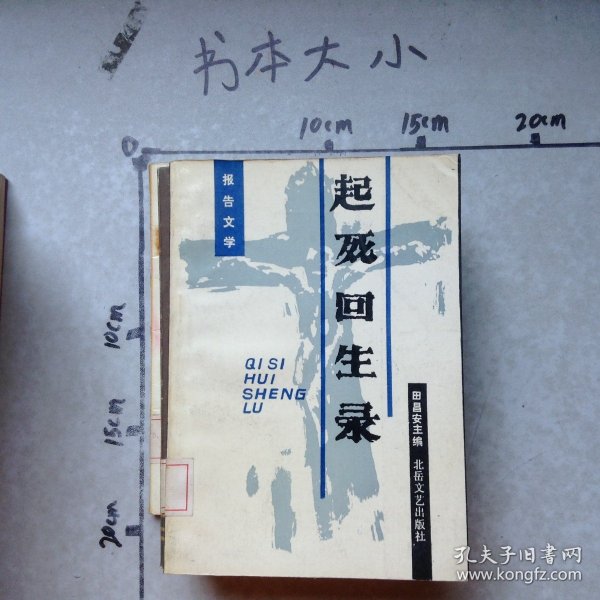 书本大小
10cm
15cm
20cm
0
10cm
15cm
20cm
报告文学
起死回生录
QI SI
HUI
SHENG
LU
田昌安主编
北岳文艺出版社
孔夫子旧书网
www.kongfz.com